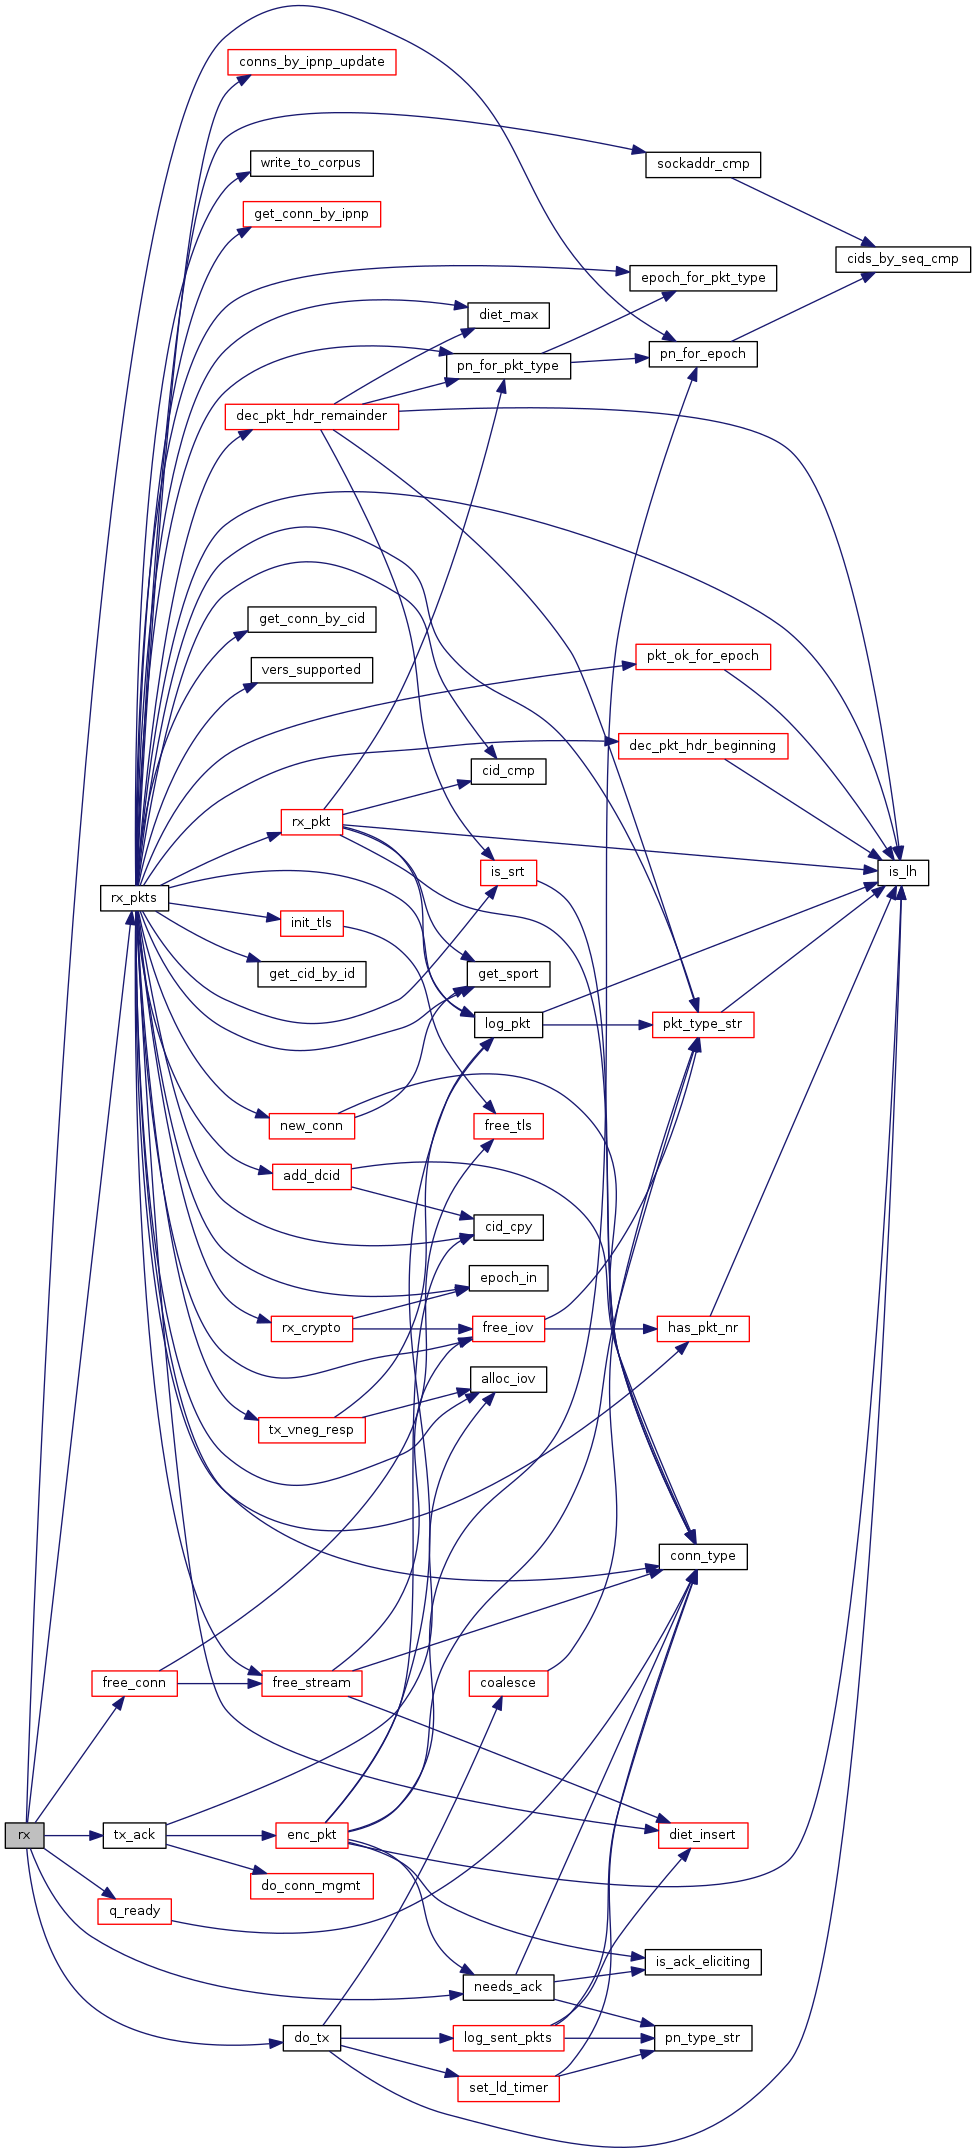 conns_by_ipnp_update
write_to_corpus
sockaddr_cmp
get_conn_by_ipnp
cids_by_seq_cmp
epoch_for_pkt_type
diet_max
pn_for_epoch
pn_for_pkt_type
dec_pkt_hdr_remainder
get_conn_by_cid
pkt_ok_for_epoch
vers_supported
dec_pkt_hdr_beginning
cid_cmp
rx_pkt
is_srt
is_lh
rx_pkts
init_tls
get_cid_by_id
get_sport
log_pkt
pkt_type_str
new_conn
free_tls
add_dcid
cid_cpy
epoch_in
rx_crypto
free_iov
has_pkt_nr
alloc_iov
tx_vneg_resp
conn_type
free_conn
free_stream
coalesce
rx
tx_ack
enc_pkt
diet_insert
do_conn_mgmt
q_ready
is_ack_eliciting
needs_ack
do_tx
log_sent_pkts
pn_type_str
set_ld_timer